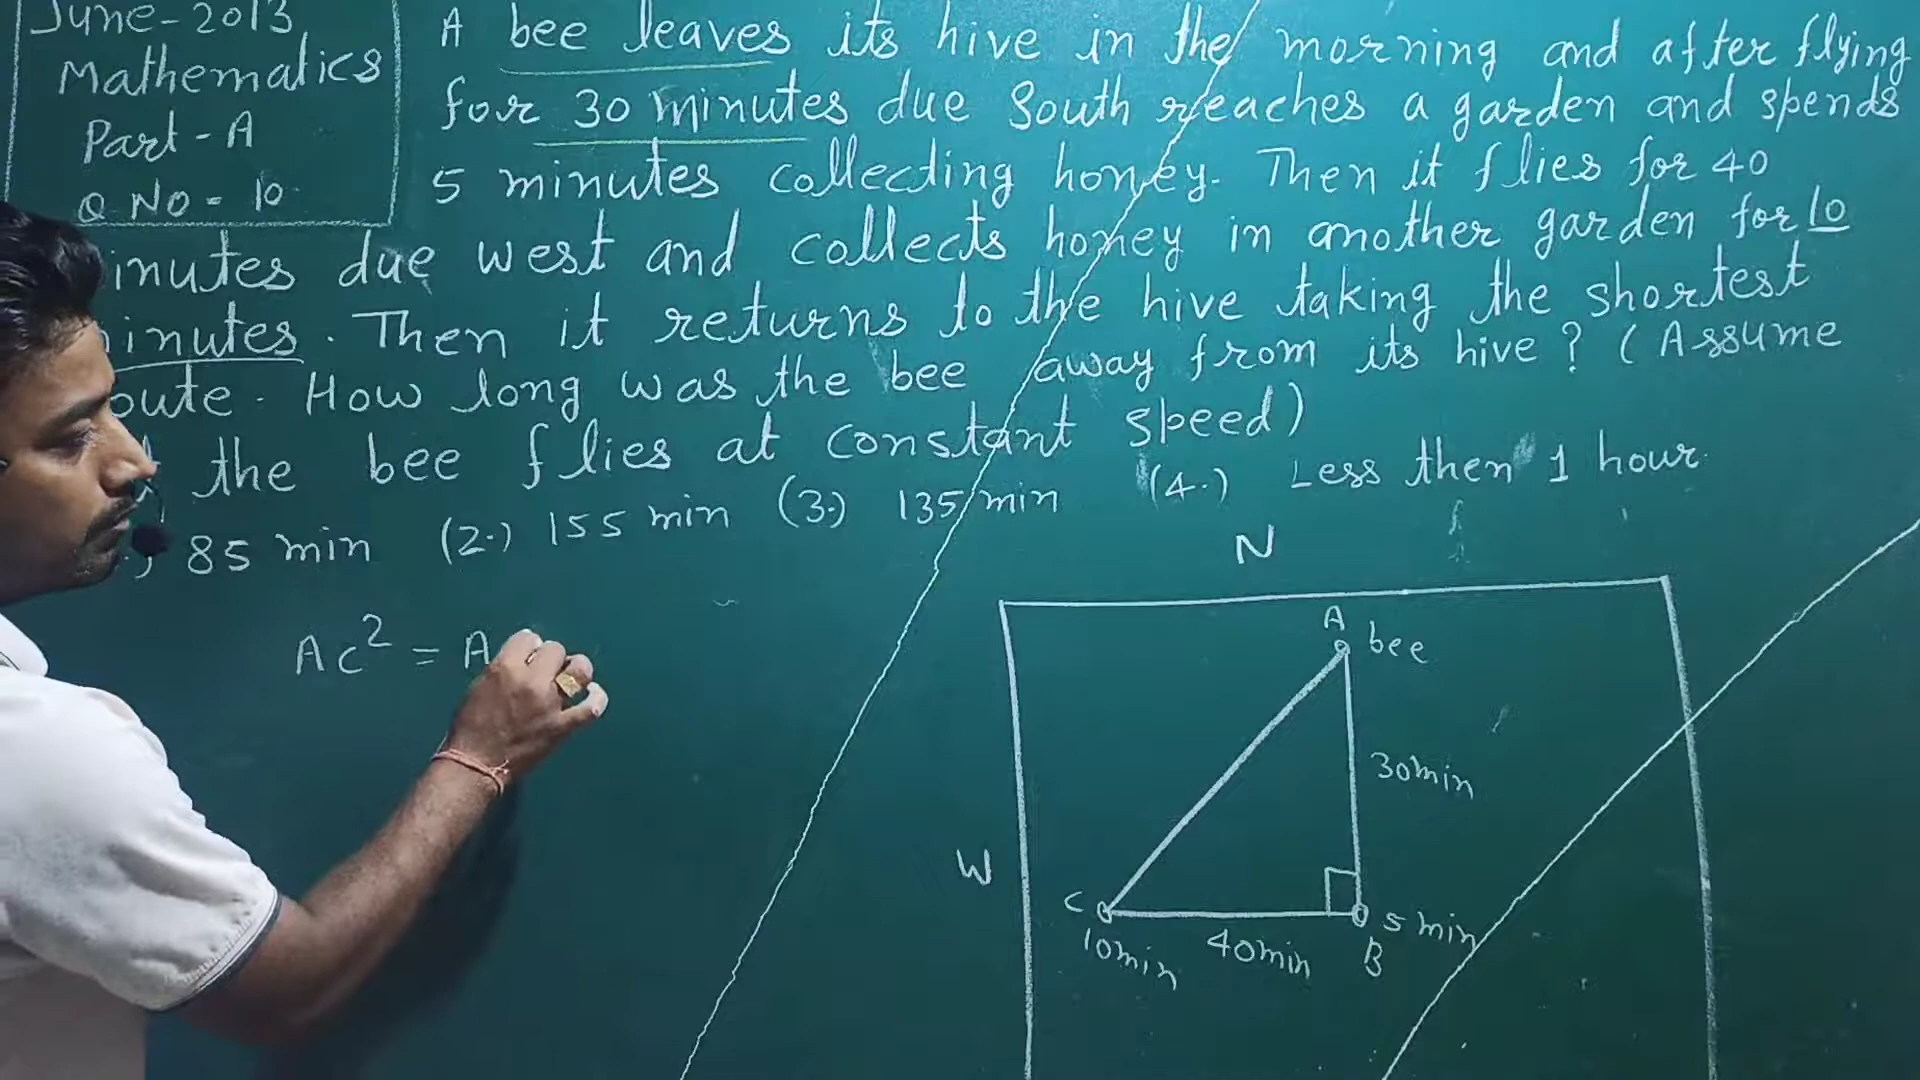 June-2013
Mathematics
Part-A
Q NO = 10
A bee leaves its hive in the morning and after flying
for 30 minutes due South reaches a garden and spends
5 minutes collecting honey. Then it flies for 40
inutes due west and collects honey in another garden for 10
inutes. Then it returns to the hive taking the shortest
oute. How long was the bee away from its hive? (Assume
the bee flies at constant speed)
85 min (2.) 155 min (3.) 135 min (4.) Less then 1 hour.
AC² = A
N
A
bee
30min
W
C
5 min
10min
40min
B